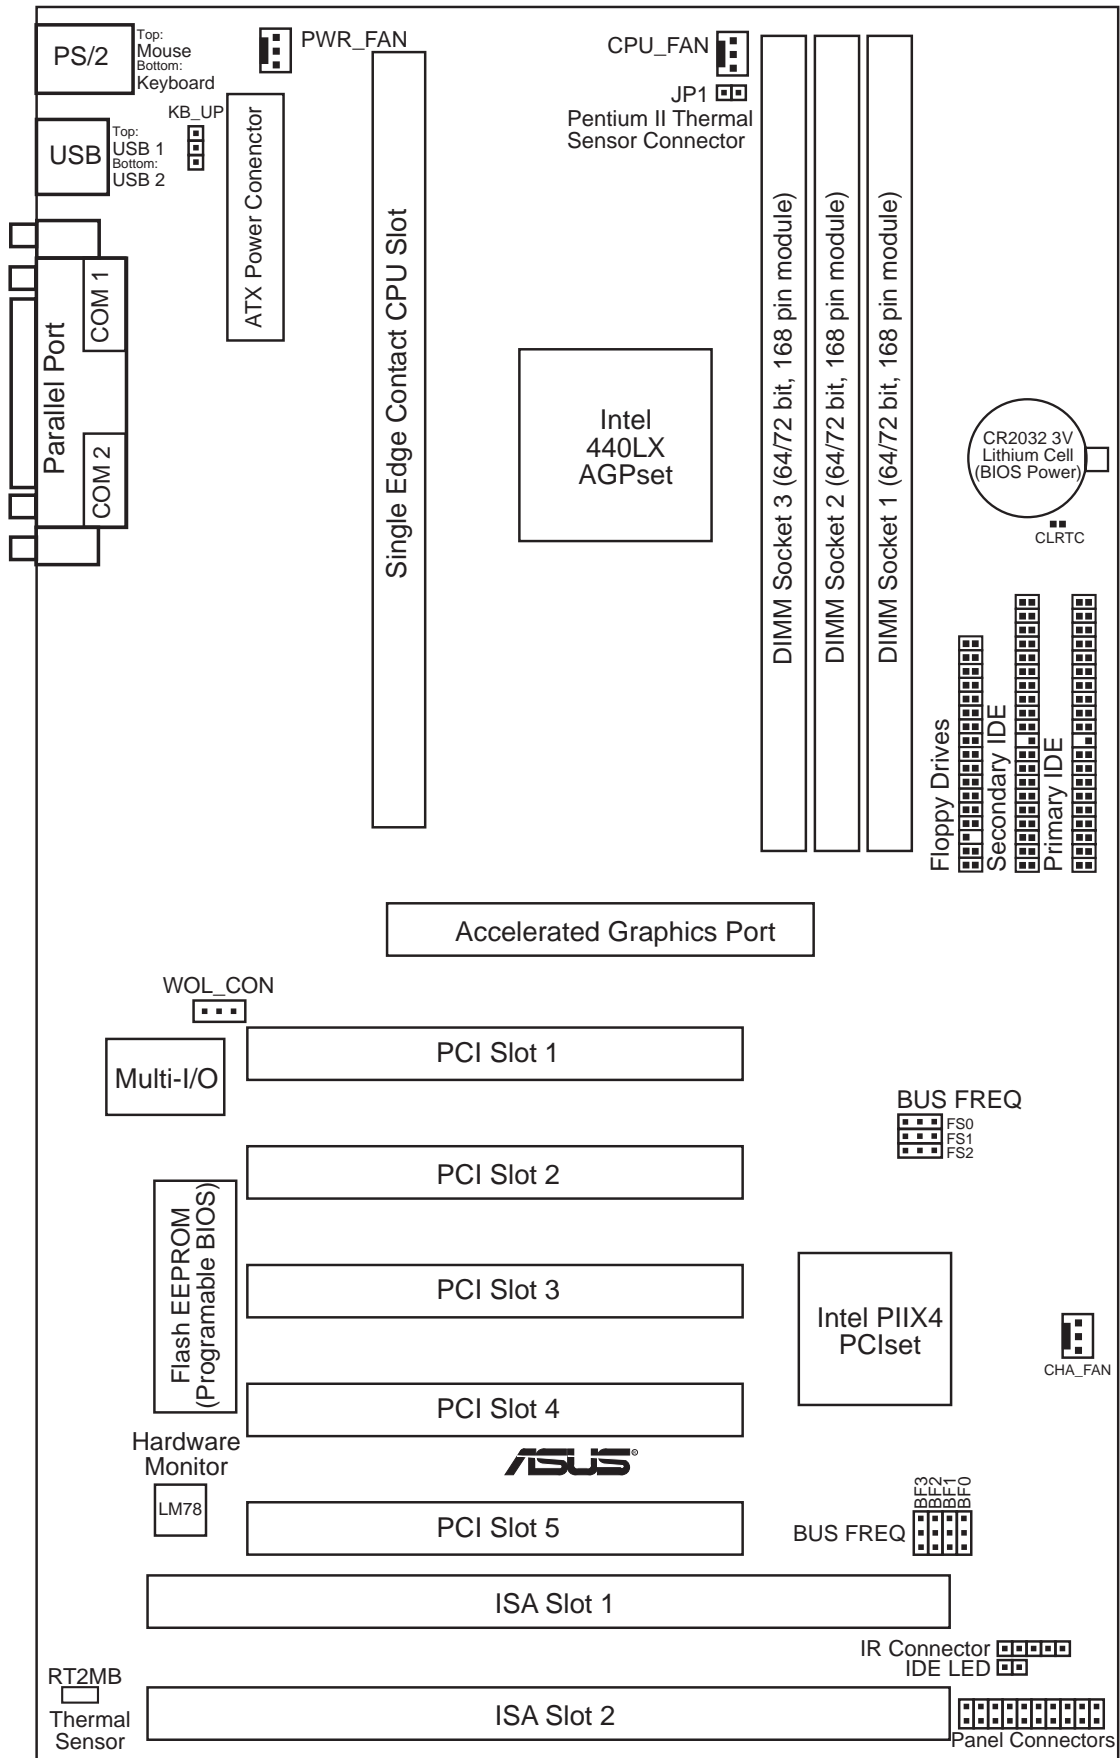 PS/2
Top:
Mouse
Bottom:
Keyboard
PWR_FAN
CPU_FAN
JP1
Pentium II Thermal
Sensor Connector
KB_UP
USB
Top:
USB 1
Bottom:
USB 2
ATX Power Conenctor
Single Edge Contact CPU Slot
Parallel Port
COM 1
COM 2
Intel
440LX
AGPset
DIMM Socket 3 (64/72 bit, 168 pin module)
DIMM Socket 2 (64/72 bit, 168 pin module)
DIMM Socket 1 (64/72 bit, 168 pin module)
CR2032 3V
Lithium Cell
(BIOS Power)
CLRTC
Floppy Drives
Secondary IDE
Primary IDE
Accelerated Graphics Port
WOL_CON
Multi-I/O
PCI Slot 1
BUS FREQ
FS0
FS1
FS2
PCI Slot 2
Flash EEPROM
(Programable BIOS)
PCI Slot 3
Intel PIIX4
PCIset
CHA_FAN
PCI Slot 4
Hardware
Monitor
ASUS®
LM78
PCI Slot 5
BUS FREQ
BF3
BF2
BF1
BF0
ISA Slot 1
IR Connector
IDE LED
RT2MB
Thermal
Sensor
ISA Slot 2
Panel Connectors